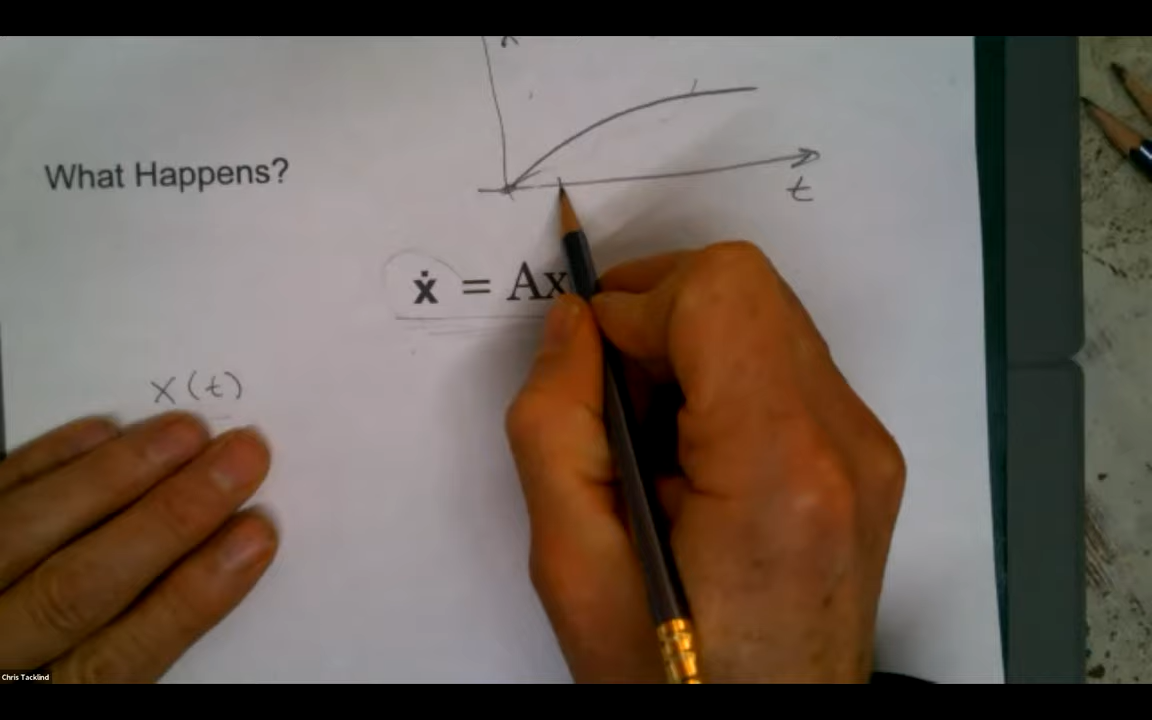 What Happens?
t
ẋ = Ax
x(t)
Chris Tacklind